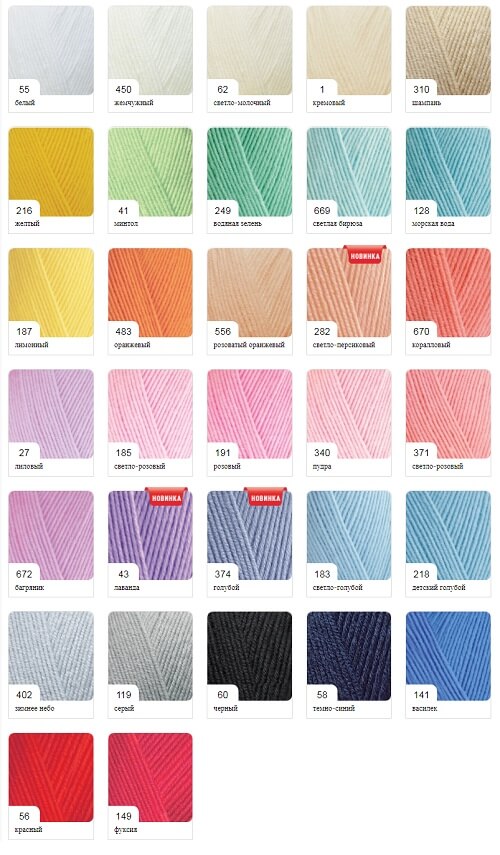 55
белый
450
жемчужный
62
светло-молочный
1
кремовый
310
шампань
216
желтый
41
минтол
249
водяная зелень
669
светлая бирюза
128
морская вода
187
лимонный
483
оранжевый
556
розоватый оранжевый
НОВИНКА
282
светло-персиковый
670
коралловый
27
лиловый
185
светло-розовый
191
розовый
340
пудра
371
светло-розовый
672
багряник
НОВИНКА
43
лаванда
НОВИНКА
374
голубой
183
светло-голубой
218
детский голубой
402
зимнее небо
119
серый
60
черный
58
темно-синий
141
василек
56
красный
149
фуксия